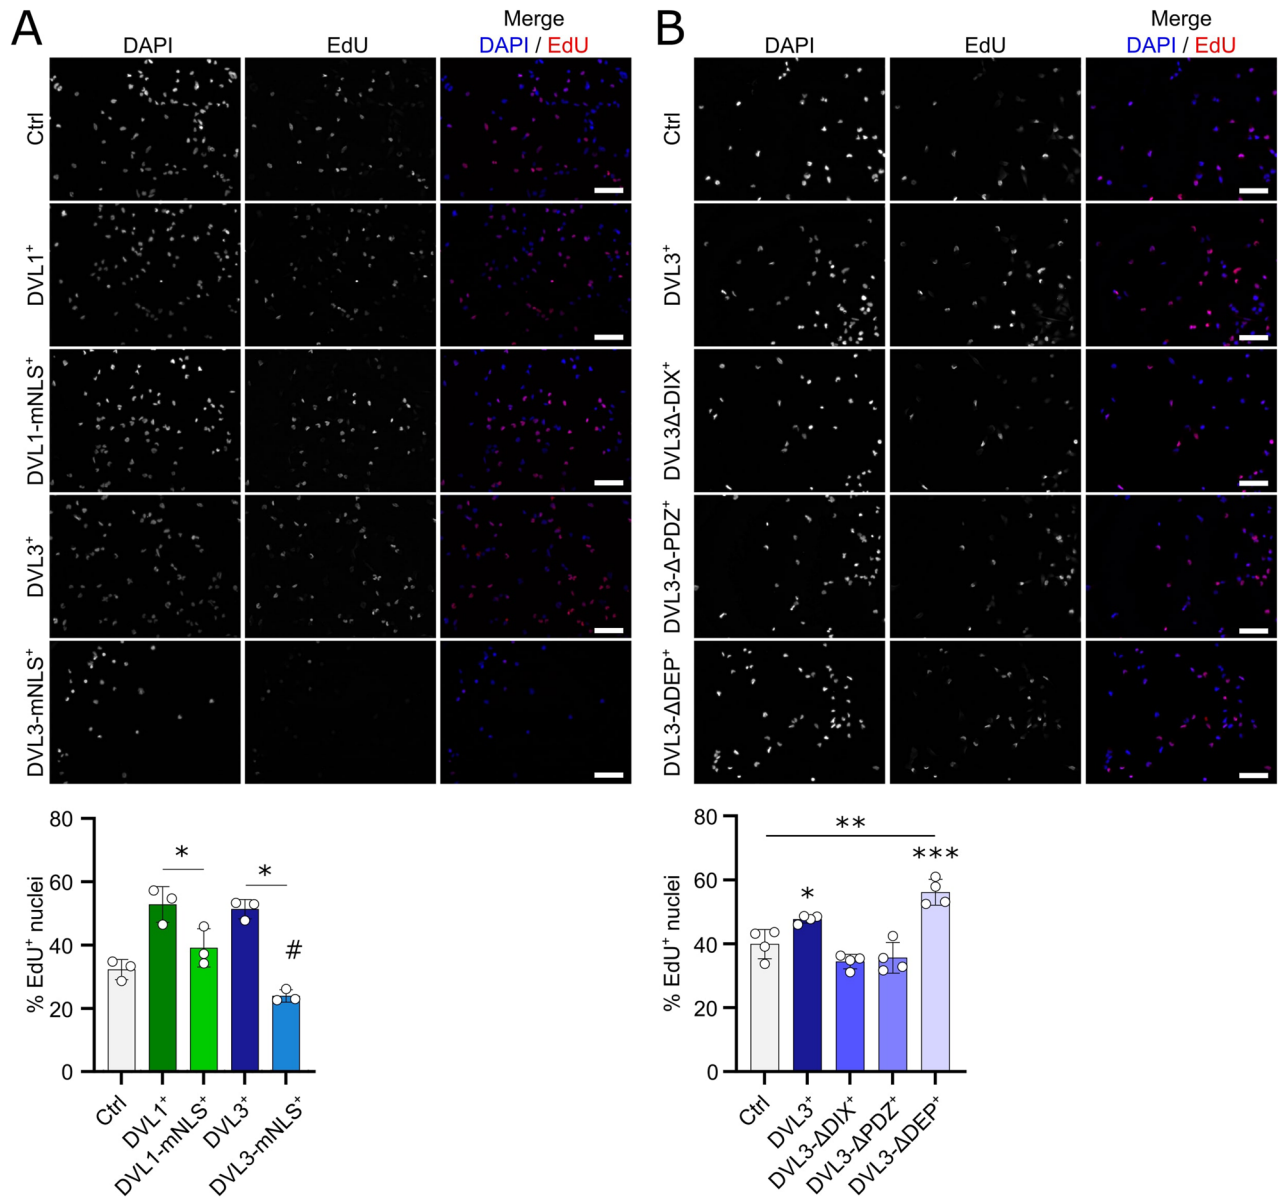 A
DAPI
EdU
Merge
DAPI / EdU
Ctrl
DVL1⁺
DVL1-mNLS⁺
DVL3⁺
DVL3-mNLS⁺
% EdU⁺ nuclei
80
60
40
20
0
*
*
#
Ctrl
DVL1⁺
DVL1-mNLS⁺
DVL3⁺
DVL3-mNLS⁺
B
DAPI
EdU
Merge
DAPI / EdU
Ctrl
DVL3⁺
DVL3Δ-DIX⁺
DVL3-Δ-PDZ⁺
DVL3-ΔDEP⁺
% EdU⁺ nuclei
80
60
40
20
0
**
***
*
Ctrl
DVL3⁺
DVL3-ΔDIX⁺
DVL3-ΔPDZ⁺
DVL3-ΔDEP⁺